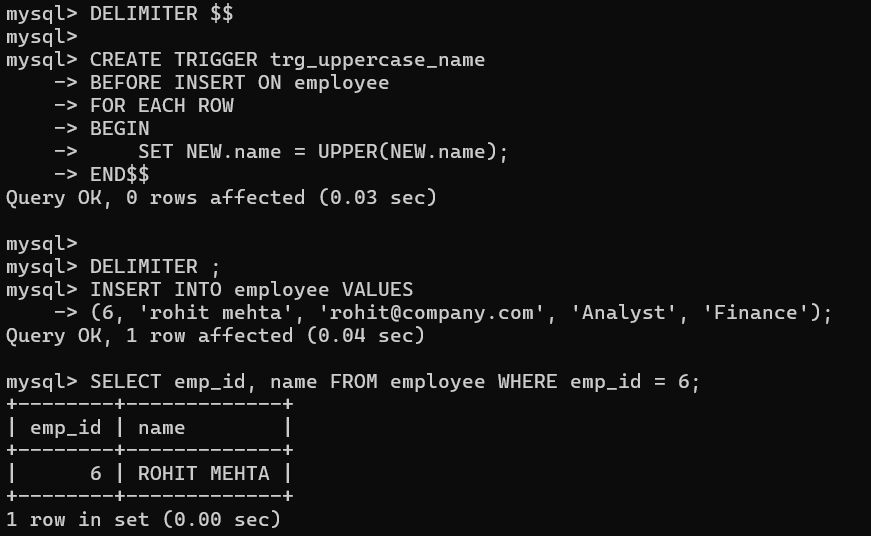 mysql> DELIMITER $$
mysql>
mysql> CREATE TRIGGER trg_uppercase_name
    -> BEFORE INSERT ON employee
    -> FOR EACH ROW
    -> BEGIN
    ->     SET NEW.name = UPPER(NEW.name);
    -> END$$
Query OK, 0 rows affected (0.03 sec)

mysql>
mysql> DELIMITER ;
mysql> INSERT INTO employee VALUES
    -> (6, 'rohit mehta', 'rohit@company.com', 'Analyst', 'Finance');
Query OK, 1 row affected (0.04 sec)

mysql> SELECT emp_id, name FROM employee WHERE emp_id = 6;
+--------+-------------+
| emp_id | name        |
+--------+-------------+
|      6 | ROHIT MEHTA |
+--------+-------------+
1 row in set (0.00 sec)